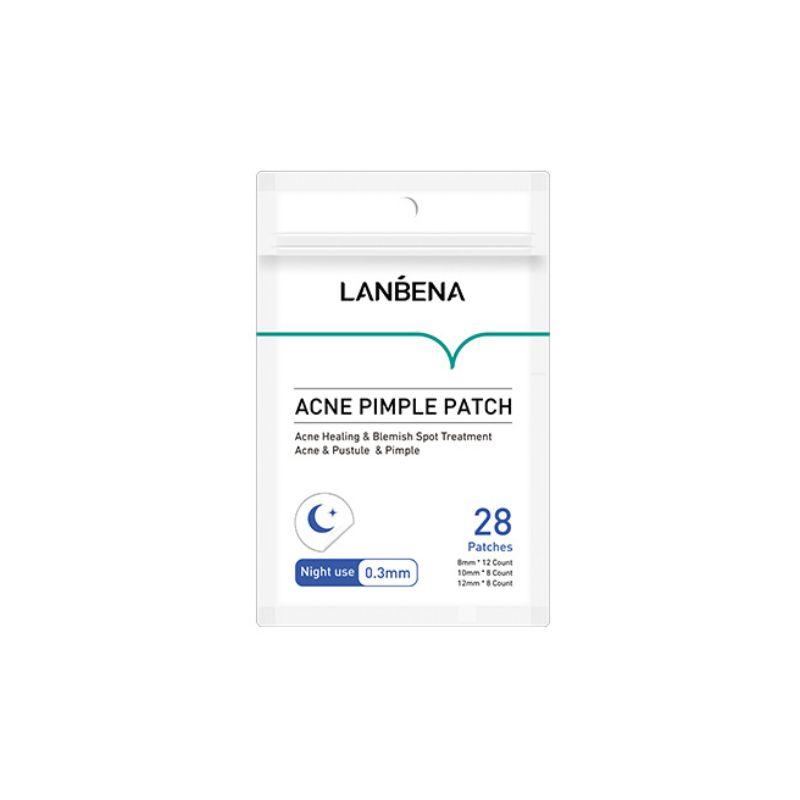 LANBENA
ACNE PIMPLE PATCH
Acne Healing & Blemish Spot Treatment
Acne & Pustule & Pimple
Night use 0.3mm
28
Patches
8mm * 12 Count
10mm * 8 Count
12mm * 8 Count